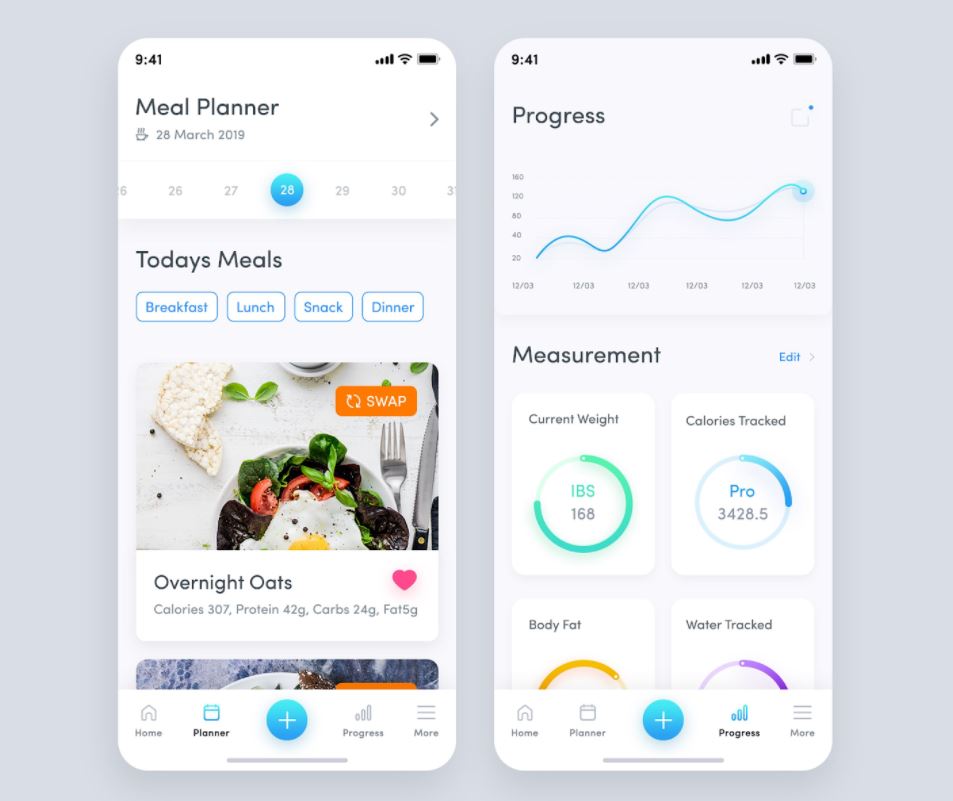 9:41
Meal Planner
28 March 2019
26 27 28 29 30
Todays Meals
Breakfast Lunch Snack Dinner
SWAP
Overnight Oats
Calories 307, Protein 42g, Carbs 24g, Fat5g
Home Planner Progress More
9:41
Progress
160
120
80
40
20
12/03 12/03 12/03 12/03 12/03 12/03
Measurement Edit
Current Weight
IBS
168
Calories Tracked
Pro
3428.5
Body Fat
Water Tracked
Home Planner Progress More